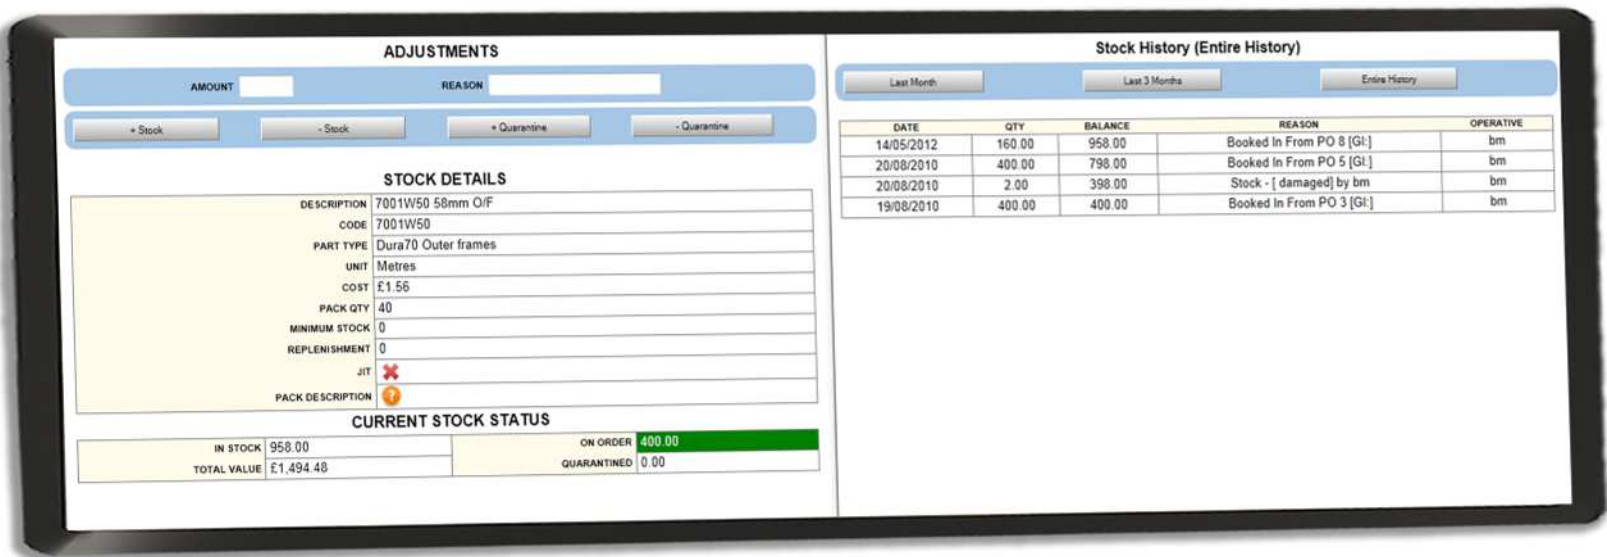 ADJUSTMENTS
AMOUNT REASON
+ Stock - Stock + Quarantine - Quarantine
STOCK DETAILS
DESCRIPTION 7001W50 58mm O/F
CODE 7001W50
PART TYPE Dura70 Outer frames
UNIT Metres
COST £1.56
PACK QTY 40
MINIMUM STOCK 0
REPLENISHMENT 0
JIT
PACK DESCRIPTION ?
CURRENT STOCK STATUS
IN STOCK 958.00 ON ORDER 400.00
TOTAL VALUE £1,494.48 QUARANTINED 0.00
Stock History (Entire History)
Last Month Last 3 Months Entire History
DATE QTY BALANCE REASON OPERATIVE
14/05/2012 160.00 958.00 Booked In From PO 8 [GI:] bm
20/08/2010 400.00 798.00 Booked In From PO 5 [GI:] bm
20/08/2010 2.00 398.00 Stock - [ damaged] by bm bm
19/08/2010 400.00 400.00 Booked In From PO 3 [GI:] bm